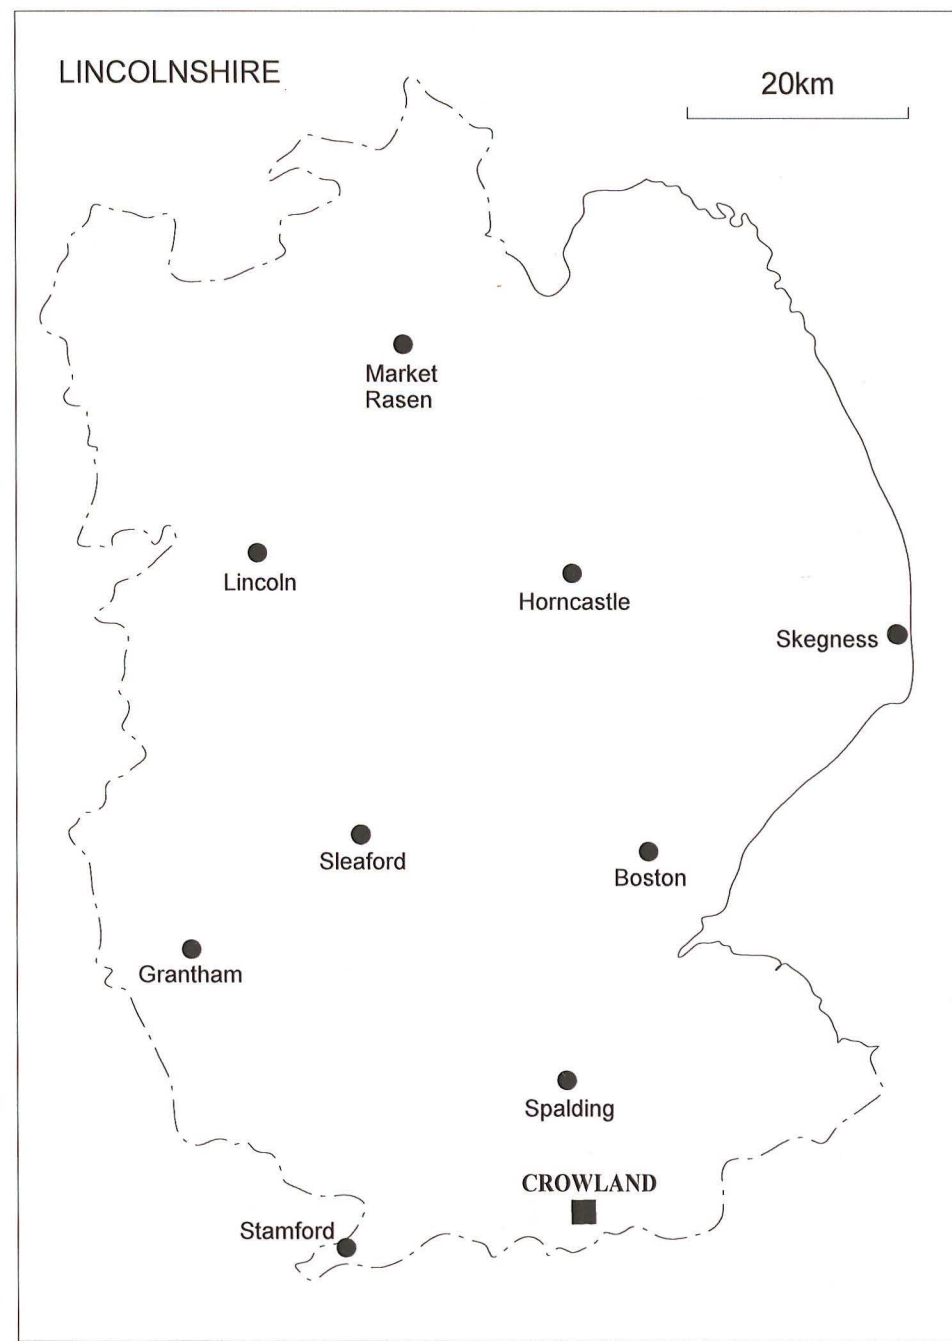 LINCOLNSHIRE
20km
Market
Rasen
Lincoln
Horncastle
Skegness
Sleaford
Boston
Grantham
Spalding
CROWLAND
Stamford